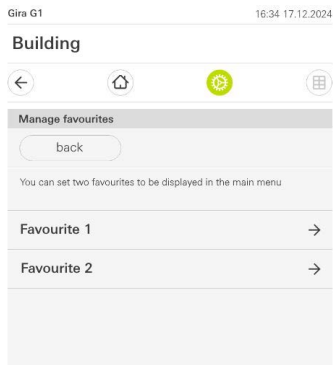 Gira G1 16:34 17.12.2024
Building
Manage favourites
back
You can set two favourites to be displayed in the main menu
Favourite 1
Favourite 2